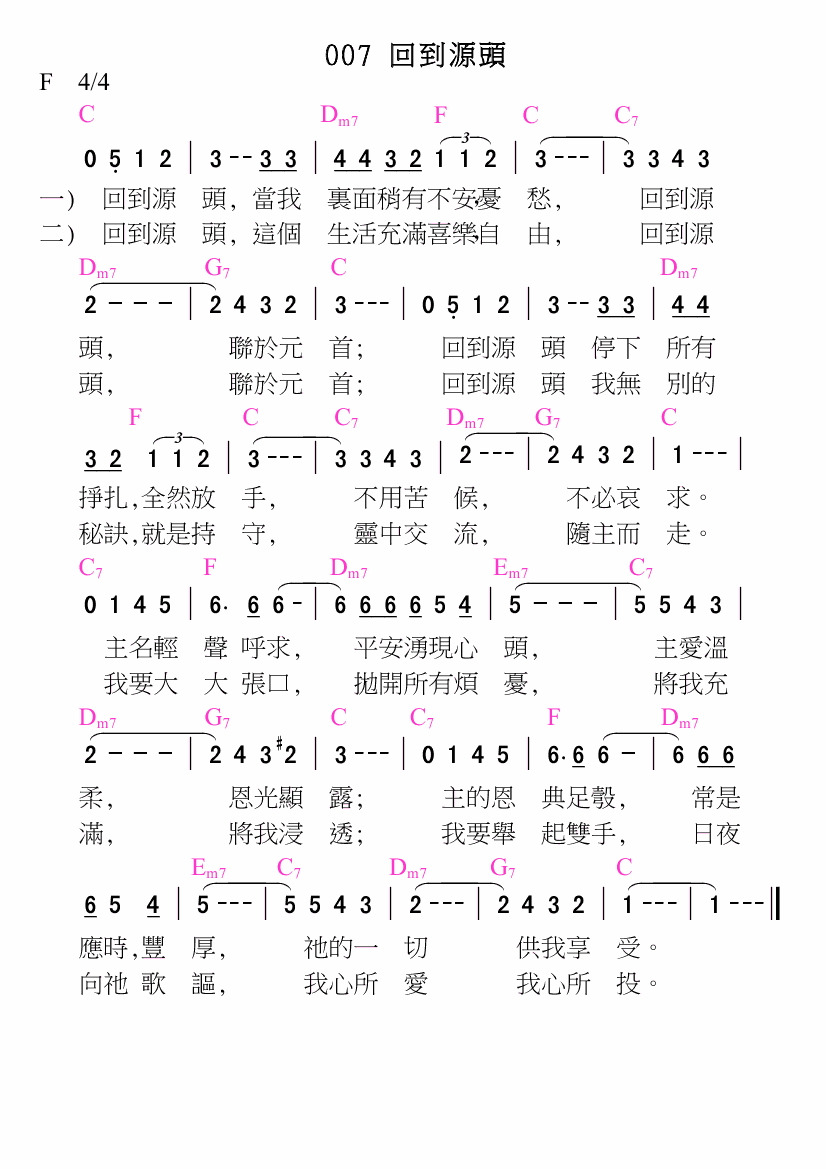 007 回到源頭
F 4/4
C Dm7 F C C7
0 5 1 2 | 3 - - 3 3 | 4 4 3 2 1 1 2 | 3 - - - | 3 3 4 3
3
一) 回到源 頭, 當我 裏面稍有不安,憂 愁, 回到源
二) 回到源 頭, 這個 生活充滿喜樂,自 由, 回到源
Dm7 G7 C Dm7
2 - - - | 2 4 3 2 | 3 - - - | 0 5 1 2 | 3 - - 3 3 | 4 4
頭, 聯於元 首; 回到源 頭 停下 所有
頭, 聯於元 首; 回到源 頭 我無 別的
F C C7 Dm7 G7 C
3 2 1 1 2 | 3 - - - | 3 3 4 3 | 2 - - - | 2 4 3 2 | 1 - - - |
3
掙扎,全然放 手, 不用苦 候, 不必哀 求。
秘訣,就是持 守, 靈中交 流, 隨主而 走。
C7 F Dm7 Em7 C7
0 1 4 5 | 6. 6 6 - | 6 6 6 6 5 4 | 5 - - - | 5 5 4 3 |
主名輕 聲 呼求, 平安湧現心 頭, 主愛溫
我要大 大 張口, 拋開所有煩 憂, 將我充
Dm7 G7 C C7 F Dm7
2 - - - | 2 4 3 #2 | 3 - - - | 0 1 4 5 | 6. 6 6 - | 6 6 6
柔, 恩光顯 露; 主的恩 典足彀, 常是
滿, 將我浸 透; 我要舉 起雙手, 日夜
Em7 C7 Dm7 G7 C
6 5 4 | 5 - - - | 5 5 4 3 | 2 - - - | 2 4 3 2 | 1 - - - | 1 - - - ||
應時,豐 厚, 祂的一 切 供我享 受。
向祂 歌 謳, 我心所 愛 我心所 投。